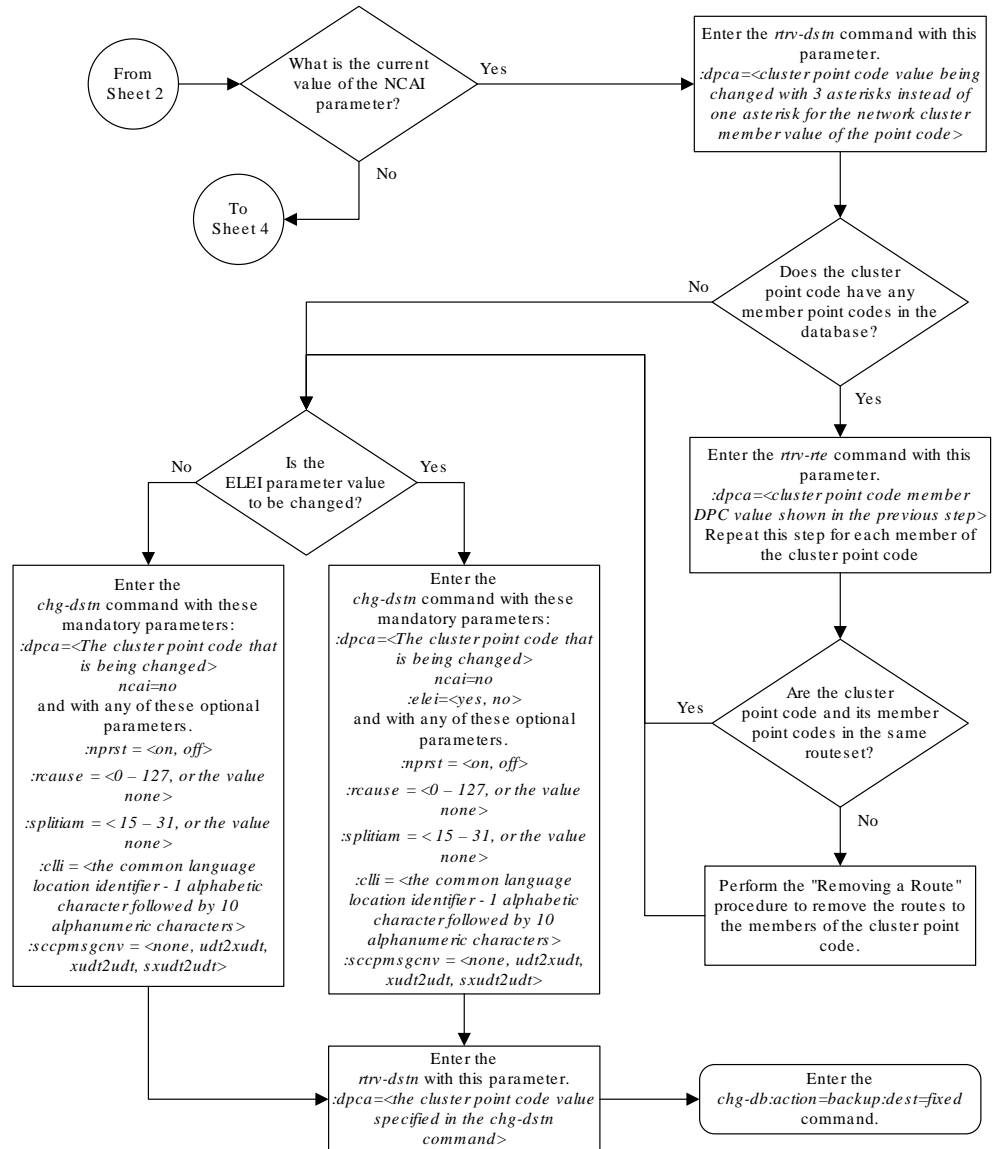 From
Sheet 2
What is the current
value of the NCAI
parameter?
Yes
No
To
Sheet 4
Enter the rtrv-dstn command with this
parameter.
:dpca=<cluster point code value being
changed with 3 asterisks instead of
one asterisk for the network cluster
member value of the point code>
Does the cluster
point code have any
member point codes in the
database?
No
Yes
Enter the rtrv-rte command with this
parameter.
:dpca=<cluster point code member
DPC value shown in the previous step>
Repeat this step for each member of
the cluster point code
Are the cluster
point code and its member
point codes in the same
routeset?
Yes
No
Perform the "Removing a Route"
procedure to remove the routes to
the members of the cluster point
code.
Is the
ELEI parameter value
to be changed?
No
Yes
Enter the
chg-dstn command with these
mandatory parameters:
:dpca=<The cluster point code that
is being changed>
ncai=no
and with any of these optional
parameters.
:nprst = <on, off>
:rcause = <0 – 127, or the value
none>
:splitiam = < 15 – 31, or the value
none>
:clli = <the common language
location identifier - 1 alphabetic
character followed by 10
alphanumeric characters>
:sccpmsgcnv = <none, udt2xudt,
xudt2udt, sxudt2udt>
Enter the
chg-dstn command with these
mandatory parameters:
:dpca=<The cluster point code that
is being changed>
ncai=no
:elei=<yes, no>
and with any of these optional
parameters.
:nprst = <on, off>
:rcause = <0 – 127, or the value
none>
:splitiam = < 15 – 31, or the value
none>
:clli = <the common language
location identifier - 1 alphabetic
character followed by 10
alphanumeric characters>
:sccpmsgcnv = <none, udt2xudt,
xudt2udt, sxudt2udt>
Enter the
rtrv-dstn with this parameter.
:dpca=<the cluster point code value
specified in the chg-dstn
command>
Enter the
chg-db:action=backup:dest=fixed
command.